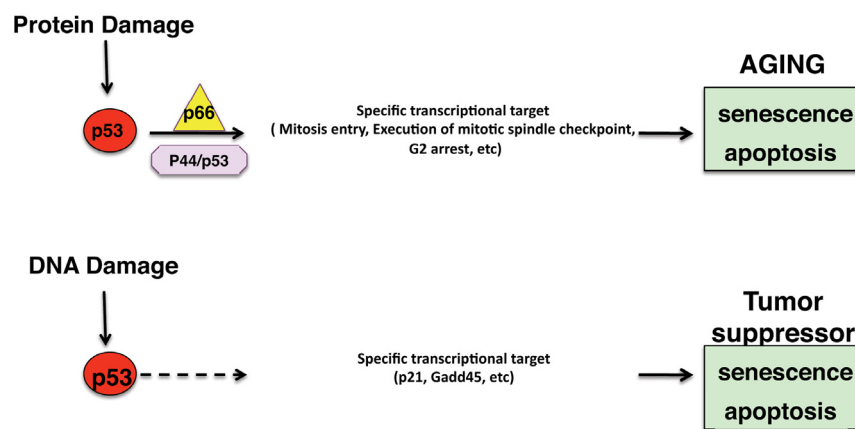 Protein Damage
AGING
p66
p53
P44/p53
Specific transcriptional target
( Mitosis entry, Execution of mitotic spindle checkpoint,
G2 arrest, etc)
senescence
apoptosis
DNA Damage
Tumor
suppressor
p53
Specific transcriptional target
(p21, Gadd45, etc)
senescence
apoptosis